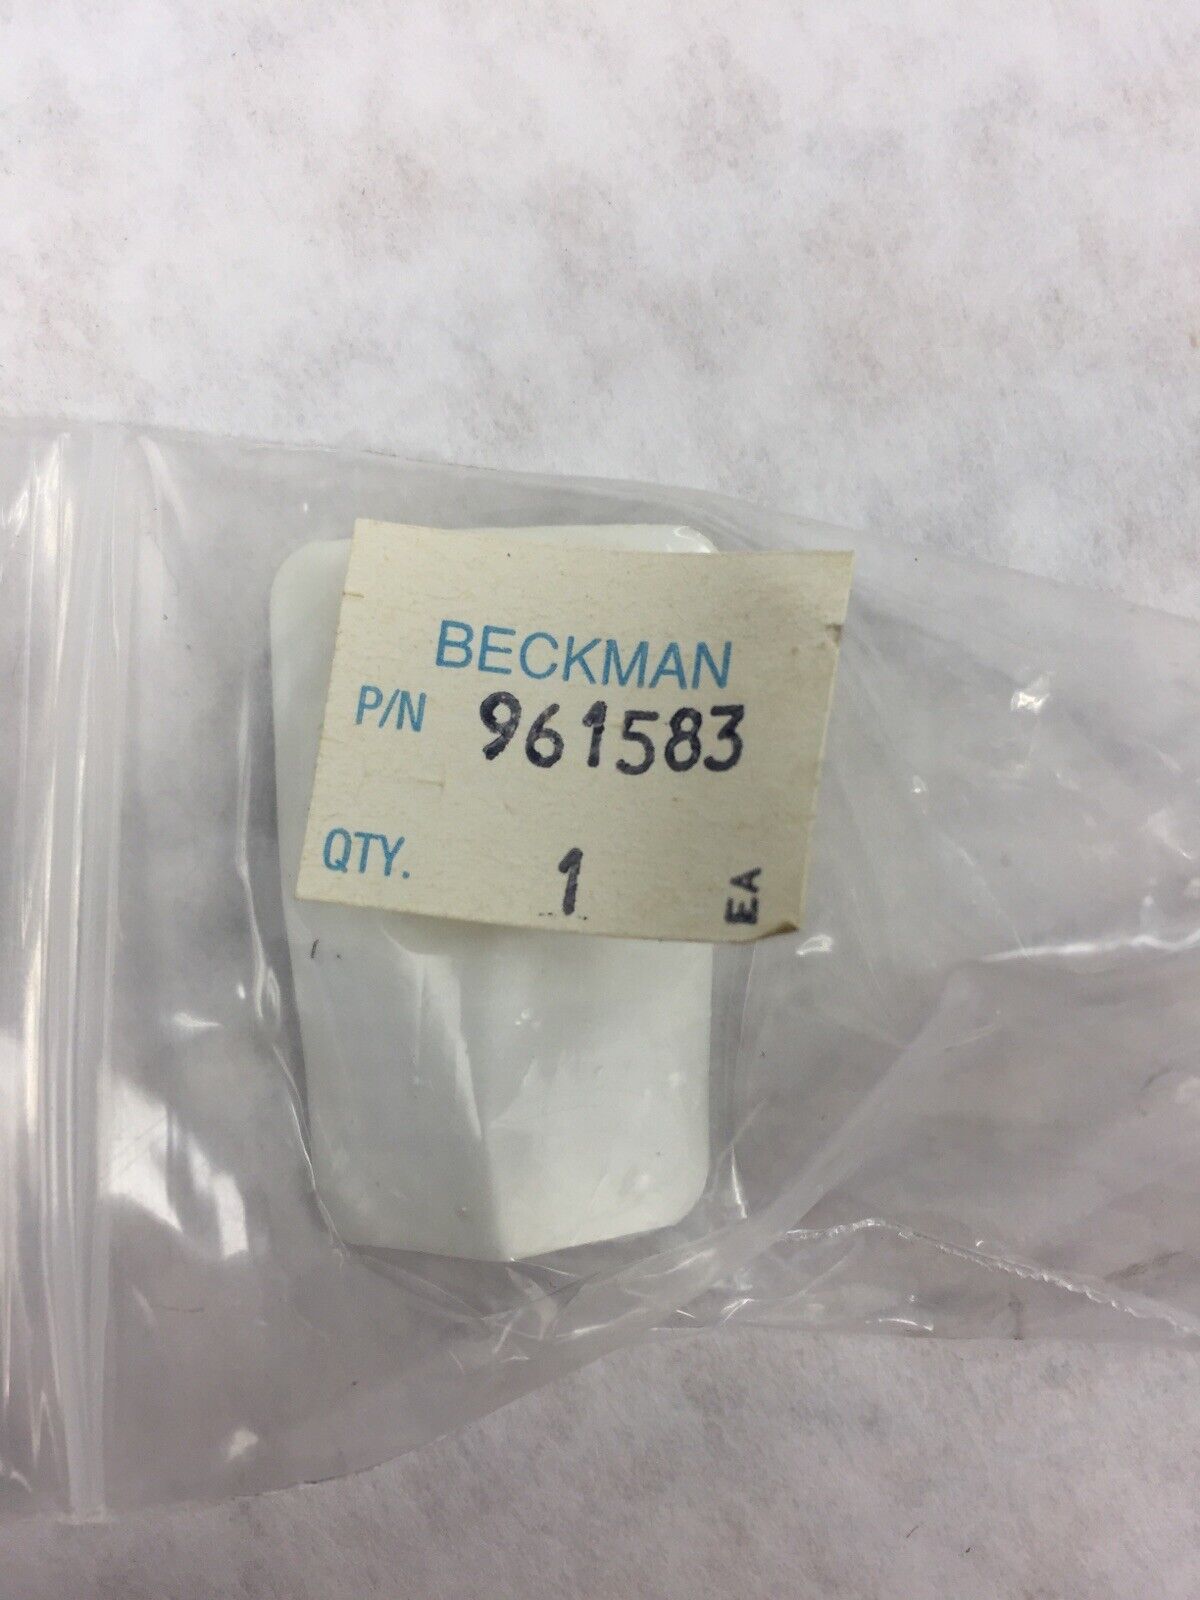 BECKMAN
P/N 961583
QTY. 1 EA